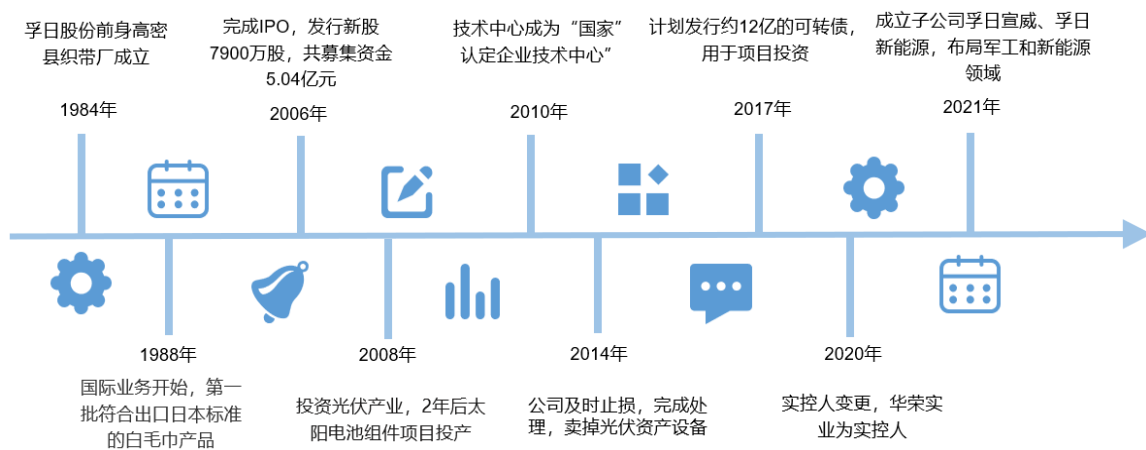 孚日股份前身高密
县织带厂成立
1984年
完成IPO，发行新股
7900万股，共募集资金
5.04亿元
2006年
技术中心成为“国家”
认定企业技术中心”
2010年
计划发行约12亿的可转债，
用于项目投资
2017年
成立子公司孚日宣威、孚日
新能源，布局军工和新能源
领域
2021年
1988年
国际业务开始，第一
批符合出口日本标准
的白毛巾产品
2008年
投资光伏产业，2年后太
阳电池组件项目投产
2014年
公司及时止损，完成处
理，卖掉光伏资产设备
2020年
实控人变更，华荣实
业为实控人